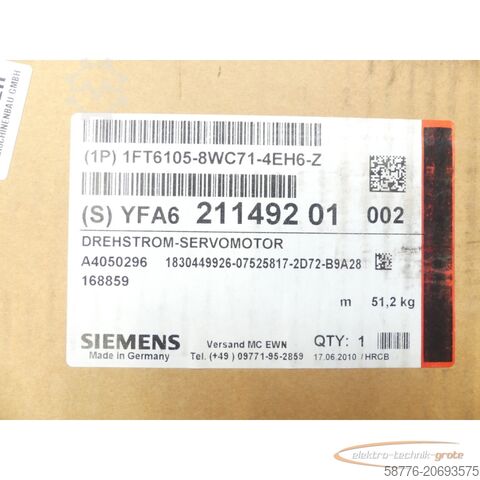 MASCHINENBAU GMBH
(1P) 1FT6105-8WC71-4EH6-Z
(S) YFA6 211492 01 002
DREHSTROM-SERVOMOTOR
A4050296 1830449926-07525817-2D72-B9A28
168859
m 51,2 kg
SIEMENS
Made in Germany
Versand MC EWN
Tel. (+49) 09771-95-2859
QTY: 1
17.06.2010 /HRCB
elektro-technik-grote
58776-20693575